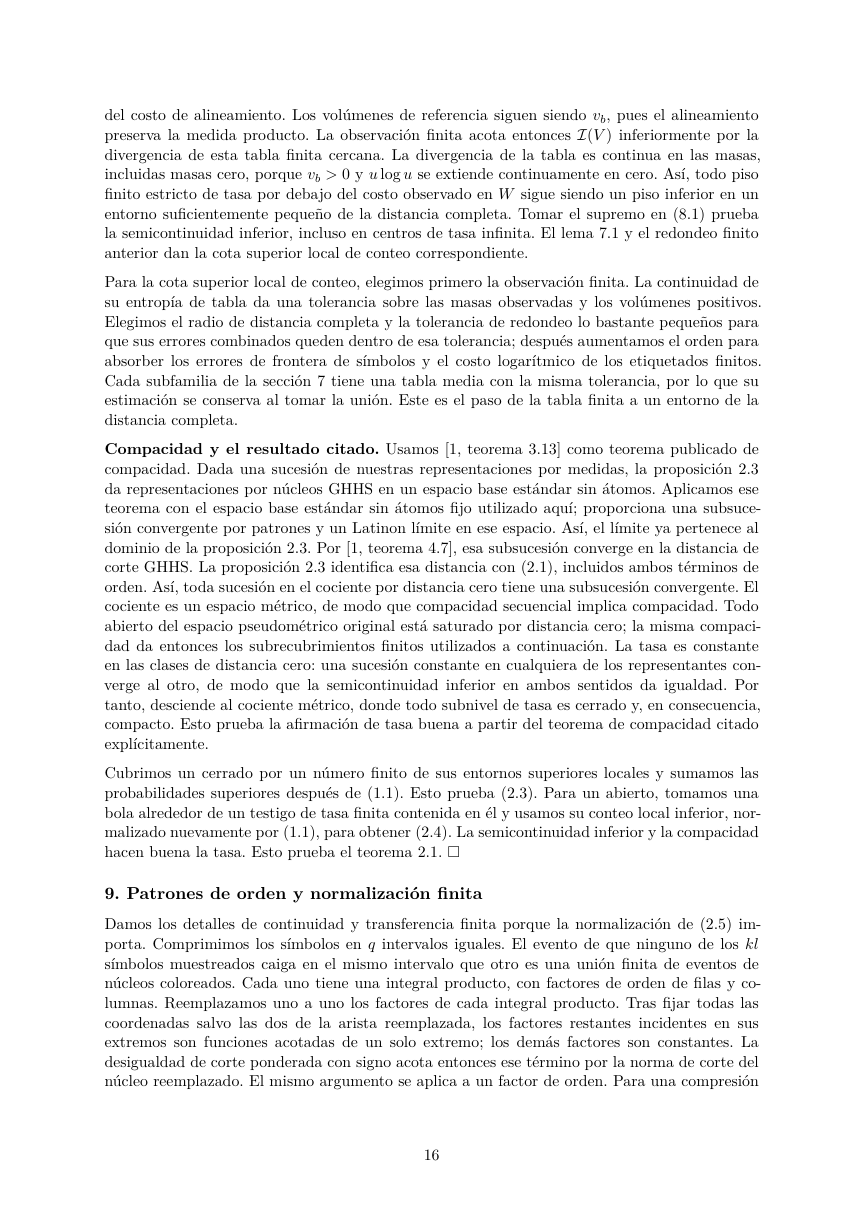 del costo de alineamiento. Los volúmenes de referencia siguen siendo v_b, pues el alineamiento
preserva la medida producto. La observación finita acota entonces 𝓘(V) inferiormente por la
divergencia de esta tabla finita cercana. La divergencia de la tabla es continua en las masas,
incluidas masas cero, porque v_b > 0 y u log u se extiende continuamente en cero. Así, todo piso
finito estricto de tasa por debajo del costo observado en W sigue siendo un piso inferior en un
entorno suficientemente pequeño de la distancia completa. Tomar el supremo en (8.1) prueba
la semicontinuidad inferior, incluso en centros de tasa infinita. El lema 7.1 y el redondeo finito
anterior dan la cota superior local de conteo correspondiente.
Para la cota superior local de conteo, elegimos primero la observación finita. La continuidad de
su entropía de tabla da una tolerancia sobre las masas observadas y los volúmenes positivos.
Elegimos el radio de distancia completa y la tolerancia de redondeo lo bastante pequeños para
que sus errores combinados queden dentro de esa tolerancia; después aumentamos el orden para
absorber los errores de frontera de símbolos y el costo logarítmico de los etiquetados finitos.
Cada subfamilia de la sección 7 tiene una tabla media con la misma tolerancia, por lo que su
estimación se conserva al tomar la unión. Este es el paso de la tabla finita a un entorno de la
distancia completa.
Compacidad y el resultado citado. Usamos [1, teorema 3.13] como teorema publicado de
compacidad. Dada una sucesión de nuestras representaciones por medidas, la proposición 2.3
da representaciones por núcleos GHHS en un espacio base estándar sin átomos. Aplicamos ese
teorema con el espacio base estándar sin átomos fijo utilizado aquí; proporciona una subsuce-
sión convergente por patrones y un Latinon límite en ese espacio. Así, el límite ya pertenece al
dominio de la proposición 2.3. Por [1, teorema 4.7], esa subsucesión converge en la distancia de
corte GHHS. La proposición 2.3 identifica esa distancia con (2.1), incluidos ambos términos de
orden. Así, toda sucesión en el cociente por distancia cero tiene una subsucesión convergente. El
cociente es un espacio métrico, de modo que compacidad secuencial implica compacidad. Todo
abierto del espacio pseudométrico original está saturado por distancia cero; la misma compaci-
dad da entonces los subrecubrimientos finitos utilizados a continuación. La tasa es constante
en las clases de distancia cero: una sucesión constante en cualquiera de los representantes con-
verge al otro, de modo que la semicontinuidad inferior en ambos sentidos da igualdad. Por
tanto, desciende al cociente métrico, donde todo subnivel de tasa es cerrado y, en consecuencia,
compacto. Esto prueba la afirmación de tasa buena a partir del teorema de compacidad citado
explícitamente.
Cubrimos un cerrado por un número finito de sus entornos superiores locales y sumamos las
probabilidades superiores después de (1.1). Esto prueba (2.3). Para un abierto, tomamos una
bola alrededor de un testigo de tasa finita contenida en él y usamos su conteo local inferior, nor-
malizado nuevamente por (1.1), para obtener (2.4). La semicontinuidad inferior y la compacidad
hacen buena la tasa. Esto prueba el teorema 2.1. □
9. Patrones de orden y normalización finita
Damos los detalles de continuidad y transferencia finita porque la normalización de (2.5) im-
porta. Comprimimos los símbolos en q intervalos iguales. El evento de que ninguno de los kl
símbolos muestreados caiga en el mismo intervalo que otro es una unión finita de eventos de
núcleos coloreados. Cada uno tiene una integral producto, con factores de orden de filas y co-
lumnas. Reemplazamos uno a uno los factores de cada integral producto. Tras fijar todas las
coordenadas salvo las dos de la arista reemplazada, los factores restantes incidentes en sus
extremos son funciones acotadas de un solo extremo; los demás factores son constantes. La
desigualdad de corte ponderada con signo acota entonces ese término por la norma de corte del
núcleo reemplazado. El mismo argumento se aplica a un factor de orden. Para una compresión
16